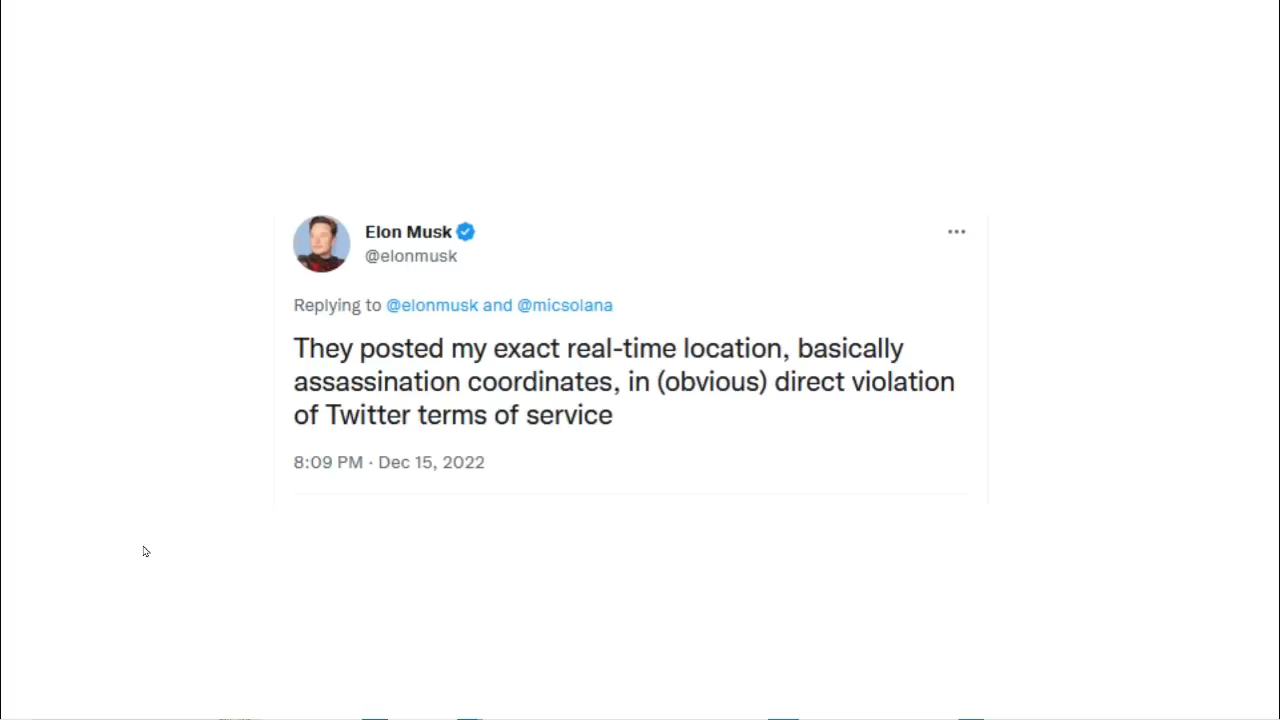 Elon Musk
@elonmusk
Replying to @elonmusk and @micsolana
They posted my exact real-time location, basically
assassination coordinates, in (obvious) direct violation
of Twitter terms of service
8:09 PM · Dec 15, 2022